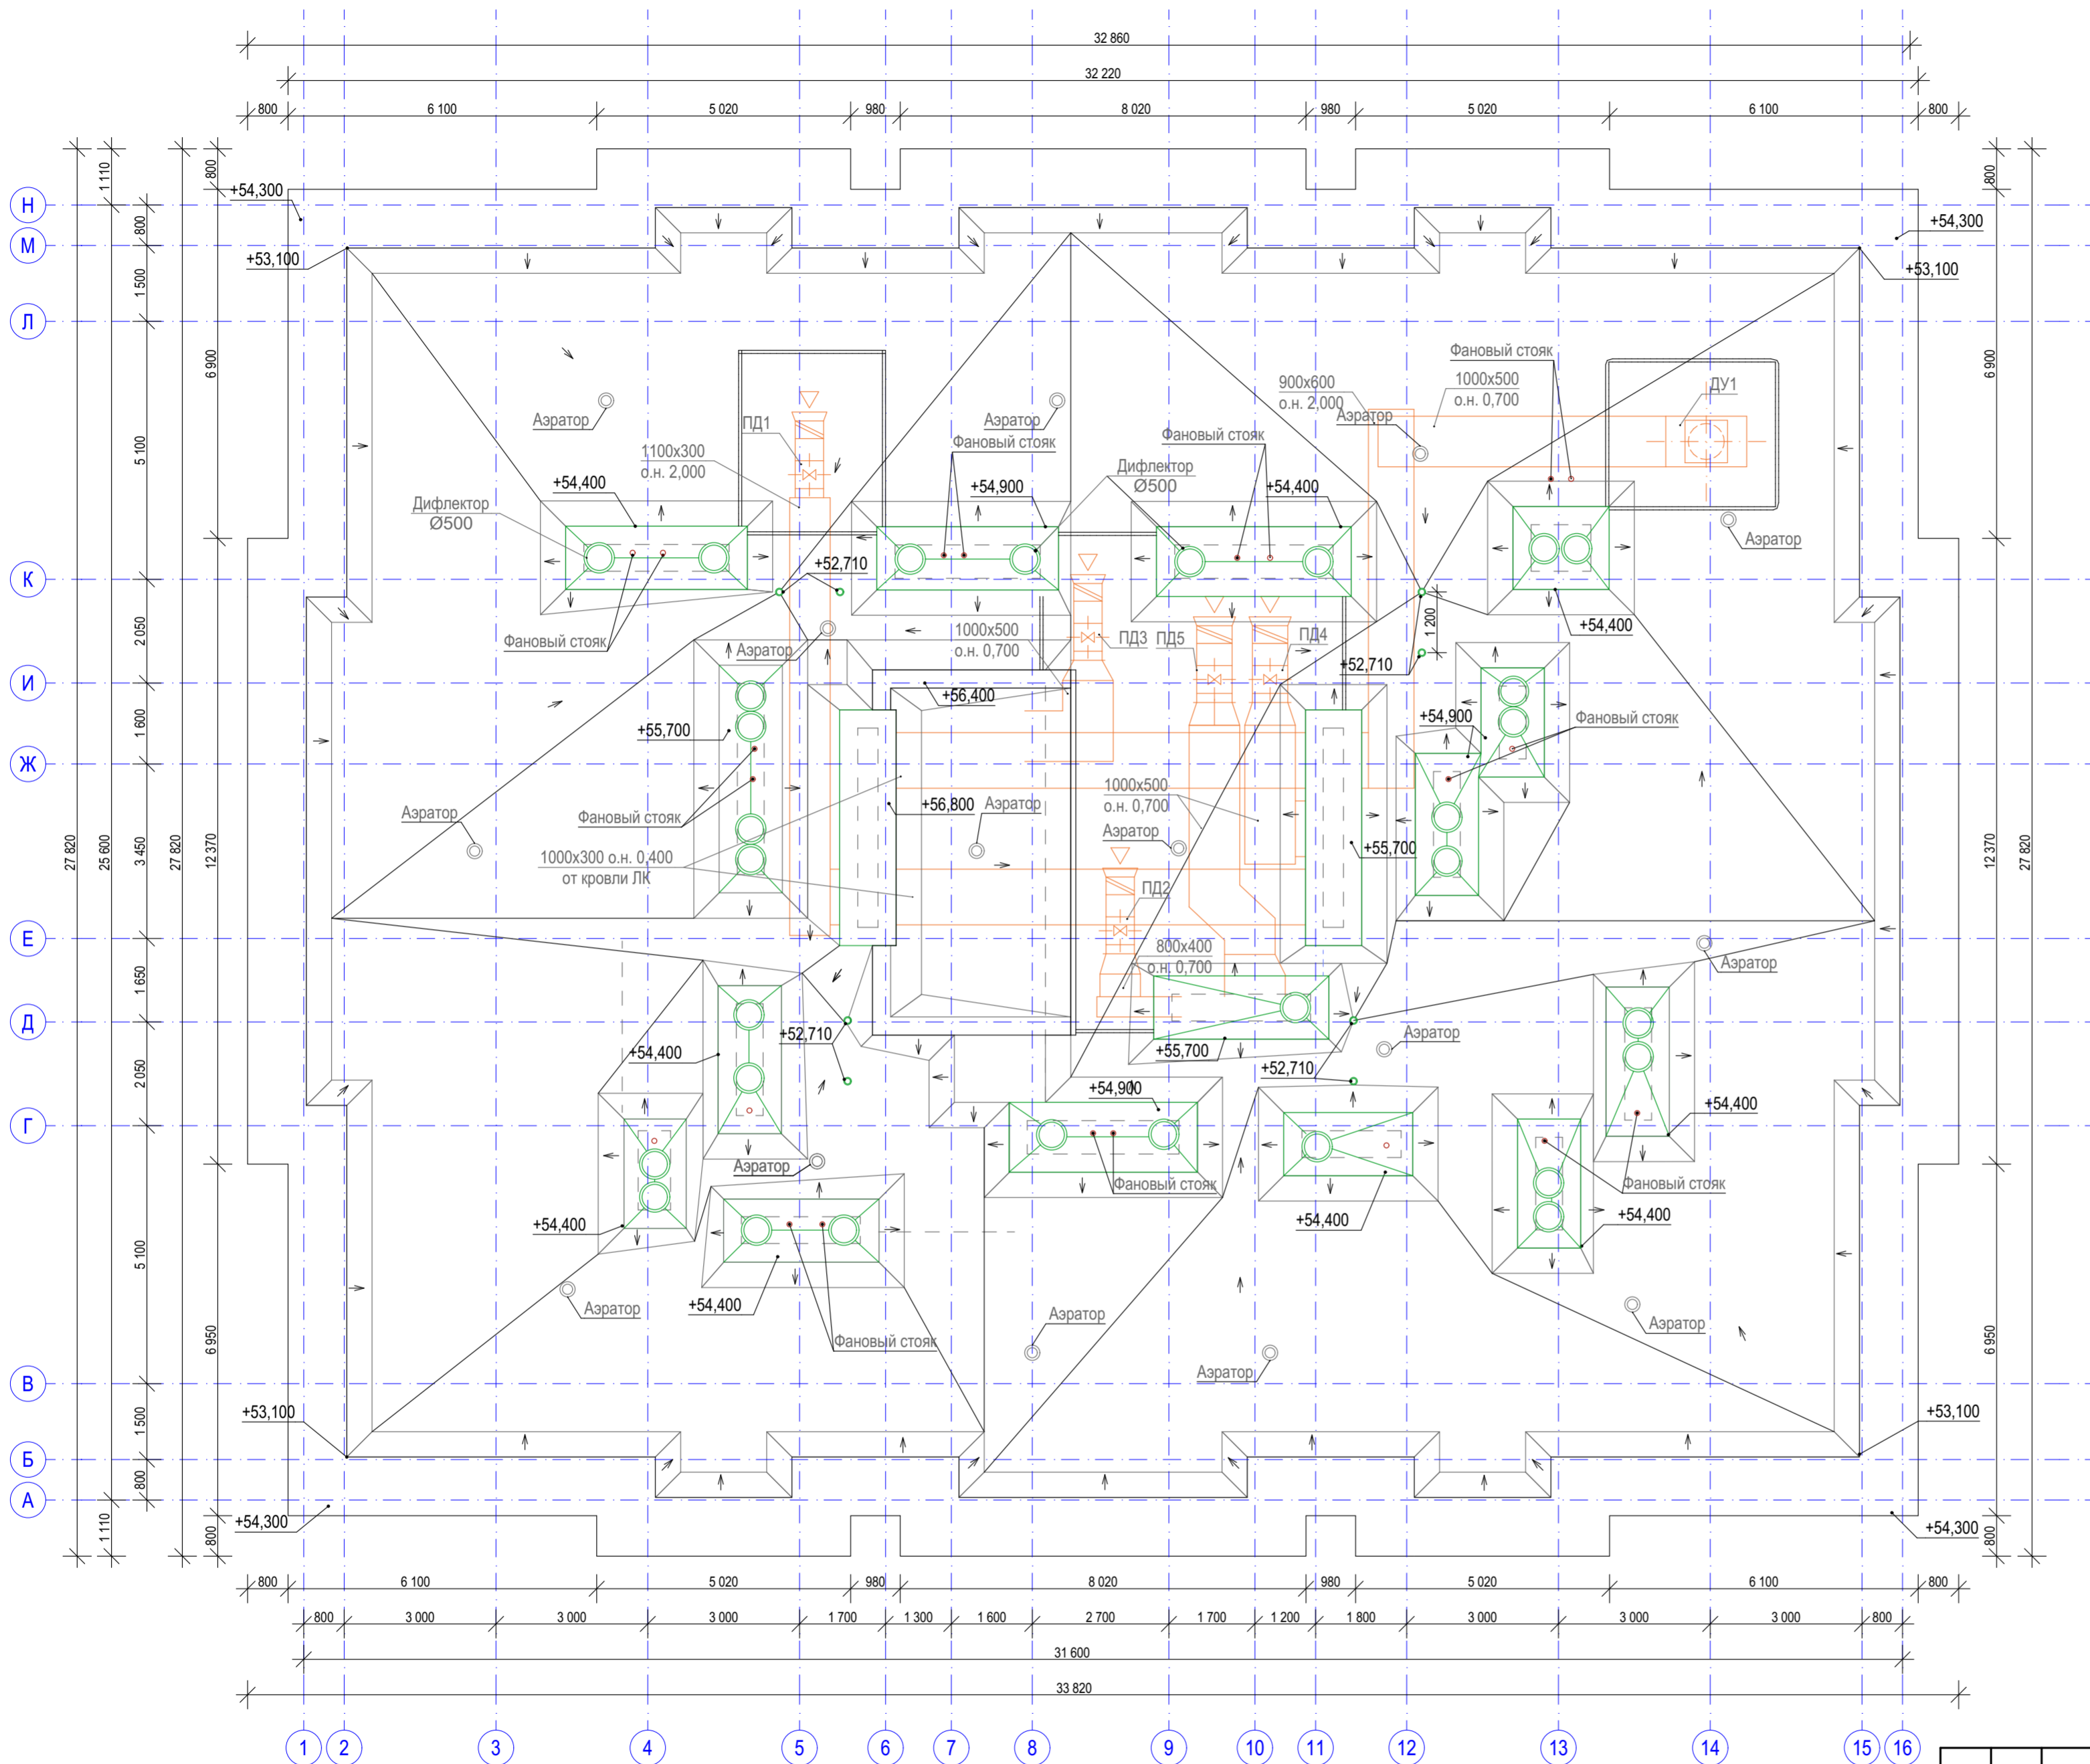 32 860
32 220
800
6 100
5 020
980
8 020
980
5 020
6 100
800
27 820
1 110
25 600
1 110
27 820
800
6 900
12 370
6 950
800
800
1 500
5 100
2 050
1 600
3 450
1 650
2 050
5 100
1 500
800
Н
М
Л
К
И
Ж
Е
Д
Г
В
Б
А
+54,300
+53,100
+54,300
+53,100
800
6 900
12 370
6 950
800
27 820
Аэратор
ПД1
1100x300
о.н. 2,000
Аэратор
Фановый стояк
900x600
о.н. 2,000
Аэратор
Фановый стояк
1000x500
о.н. 0,700
ДУ1
Фановый стояк
Дифлектор
Ø500
+54,400
+54,900
Дифлектор
Ø500
+54,400
Аэратор
+52,710
Фановый стояк
Аэратор
1000x500
о.н. 0,700
ПД3
ПД5
ПД4
1 200
+52,710
+54,400
+56,400
+55,700
+54,900
Фановый стояк
Аэратор
Фановый стояк
+56,800
Аэратор
1000x500
о.н. 0,700
Аэратор
+55,700
1000x300 о.н. 0,400
от кровли ЛК
ПД2
800x400
о.н. 0,700
Аэратор
+54,400
+52,710
+55,700
+52,710
Аэратор
+54,900
+54,400
Аэратор
Фановый стояк
Фановый стояк
+54,400
+54,400
+54,400
+54,400
Аэратор
Фановый стояк
Аэратор
Аэратор
Аэратор
+53,100
+53,100
+54,300
+54,300
800
6 100
5 020
980
8 020
980
5 020
6 100
800
800
3 000
3 000
3 000
1 700
1 300
1 600
2 700
1 700
1 200
1 800
3 000
3 000
3 000
800
31 600
33 820
1
2
3
4
5
6
7
8
9
10
11
12
13
14
15
16